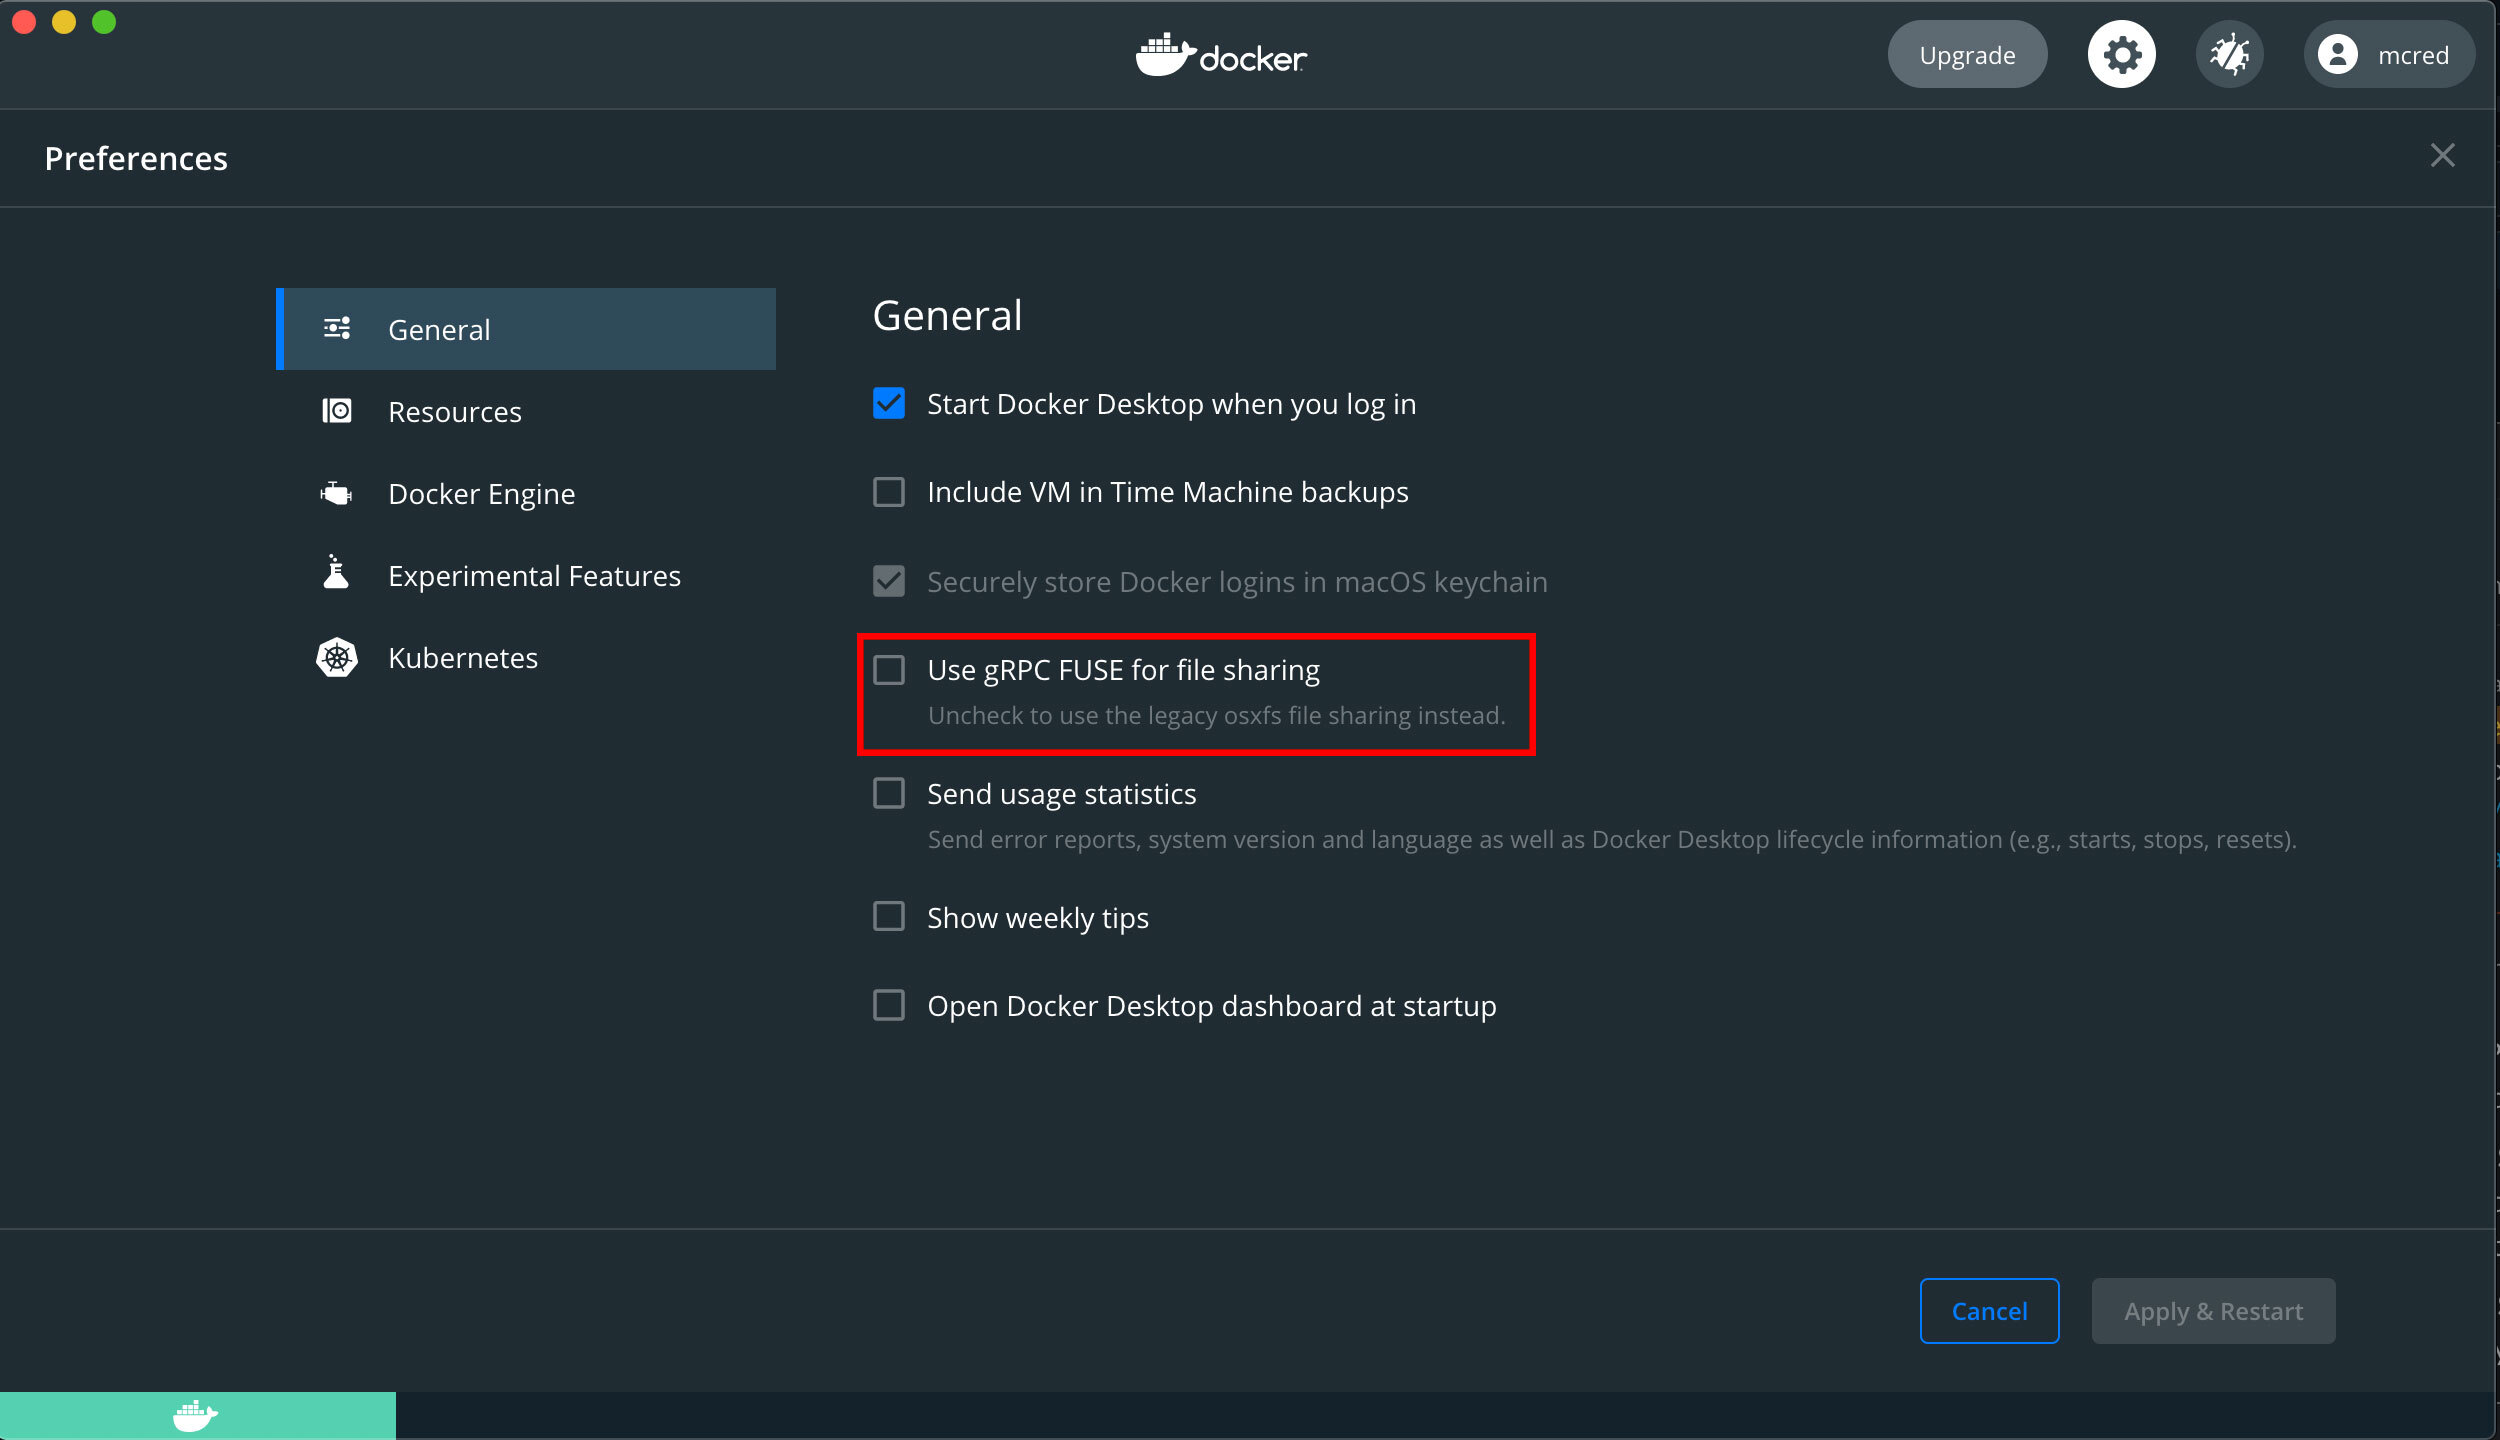 docker
Upgrade
mcred
Preferences
General
Resources
Docker Engine
Experimental Features
Kubernetes
General
Start Docker Desktop when you log in
Include VM in Time Machine backups
Securely store Docker logins in macOS keychain
Use gRPC FUSE for file sharing
Uncheck to use the legacy osxfs file sharing instead.
Send usage statistics
Send error reports, system version and language as well as Docker Desktop lifecycle information (e.g., starts, stops, resets).
Show weekly tips
Open Docker Desktop dashboard at startup
Cancel
Apply & Restart